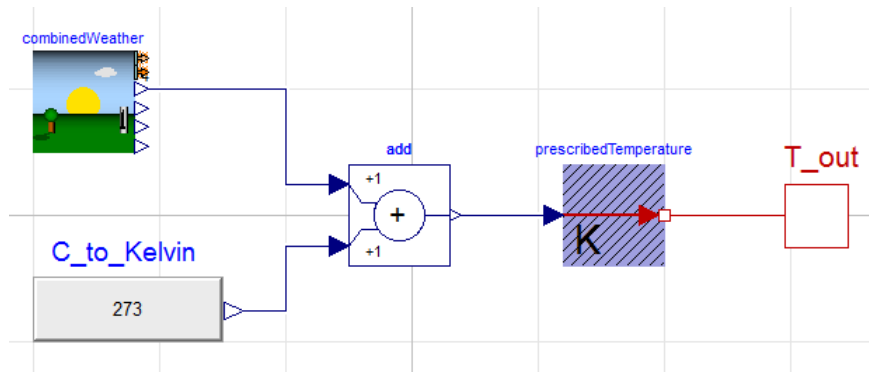 combinedWeather
add
prescribedTemperature
T_out
+1
+
K
+1
C_to_Kelvin
273